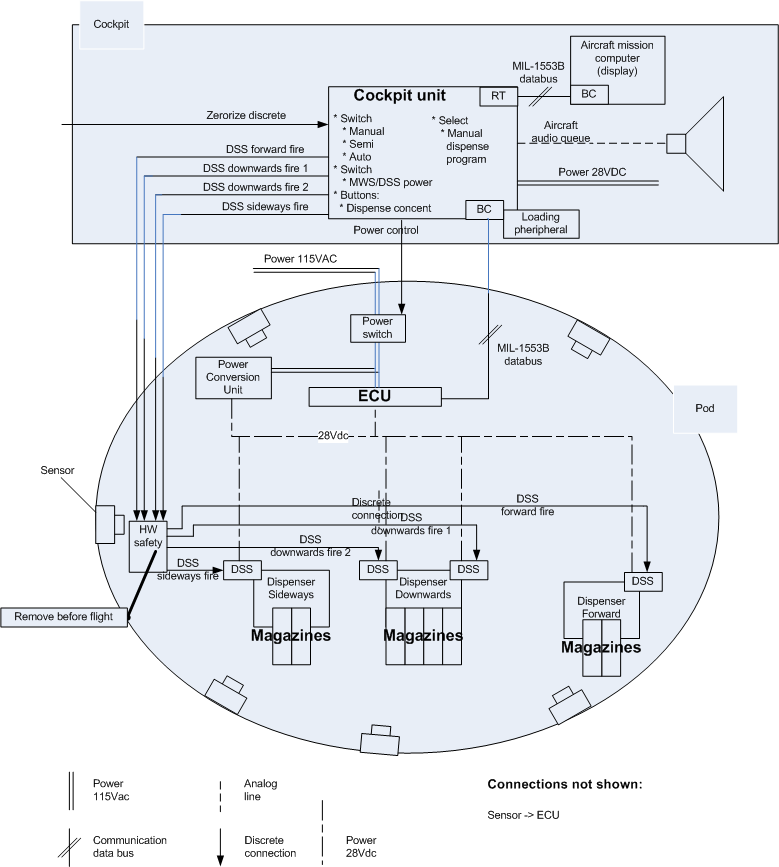 Cockpit
Aircraft mission
computer
(display)
MIL-1553B
databus
BC
RT
Cockpit unit
Zerorize discrete
* Switch
* Manual
* Semi
* Auto
* Switch
* MWS/DSS power
* Buttons:
* Dispense concent
* Select
* Manual
dispense
program
Aircraft
audio queue
DSS forward fire
DSS downwards fire 1
DSS downwards fire 2
DSS sideways fire
Power 28VDC
BC
Loading
pheripheral
Power control
Power 115VAC
Power
switch
MIL-1553B
databus
Power
Conversion
Unit
ECU
Pod
28Vdc
Sensor
Discrete
connection
DSS
forward fire
DSS
downwards fire 1
HW
safety
DSS
downwards fire 2
DSS
sideways fire
DSS
DSS
DSS
DSS
Dispenser
Sideways
Dispenser
Downwards
Dispenser
Forward
Remove before flight
Magazines
Magazines
Magazines
Power
115Vac
Analog
line
Connections not shown:
Sensor -> ECU
Communication
data bus
Discrete
connection
Power
28Vdc